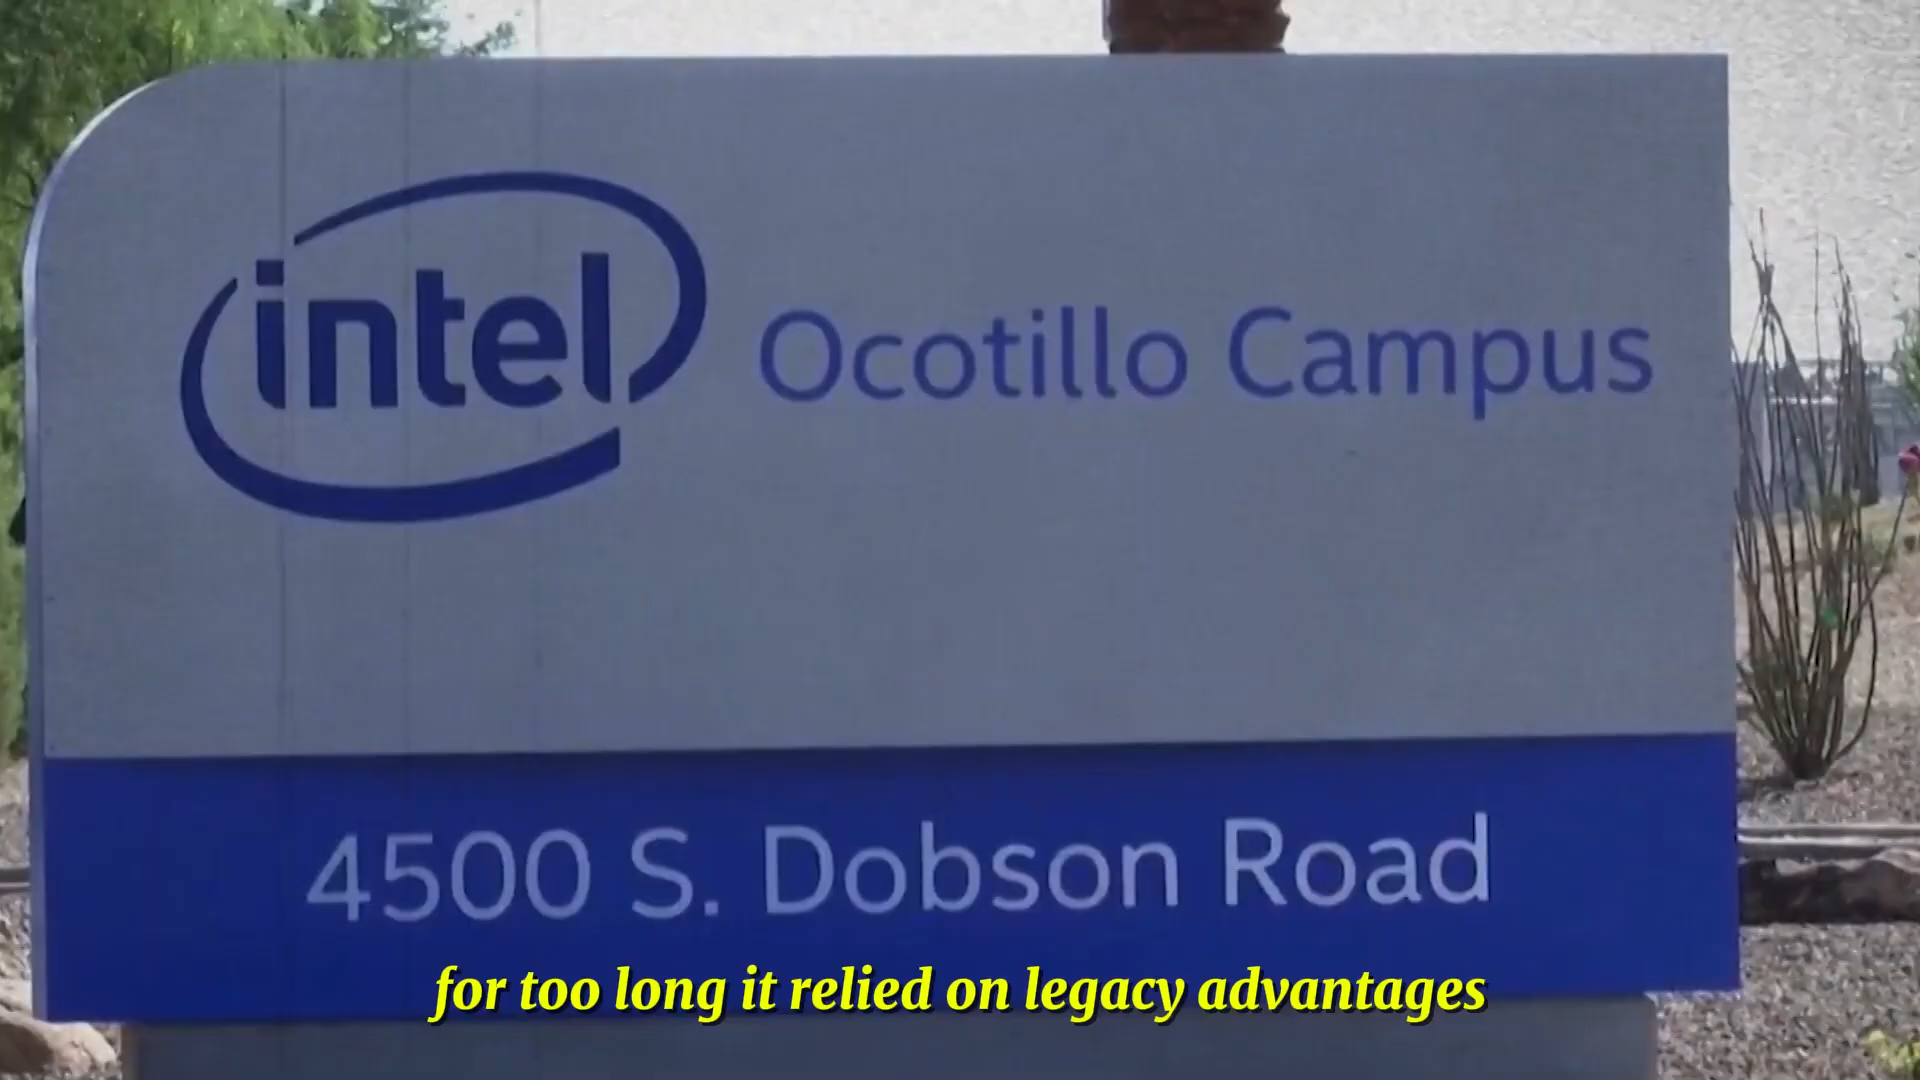 intel
Ocotillo Campus
4500 S. Dobson Road
for too long it relied on legacy advantages